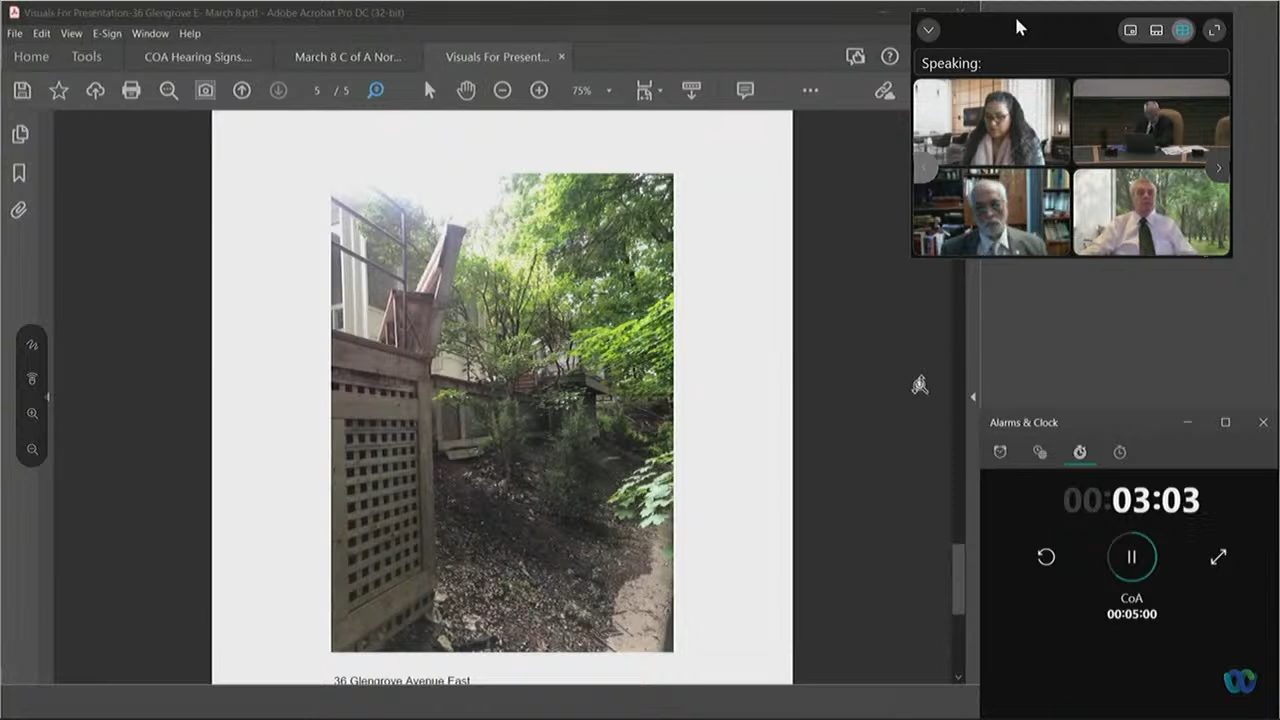 Visuals For Presentation-36 Glengrove E- March 8.pdf - Adobe Acrobat Pro DC (32-bit)
File Edit View E-Sign Window Help
Home Tools COA Hearing Signs.... March 8 C of A Nor... Visuals For Present... ×
5 / 5 75%
Speaking:
36 Glengrove Avenue East
Alarms & Clock
00:03:03
CoA
00:05:00